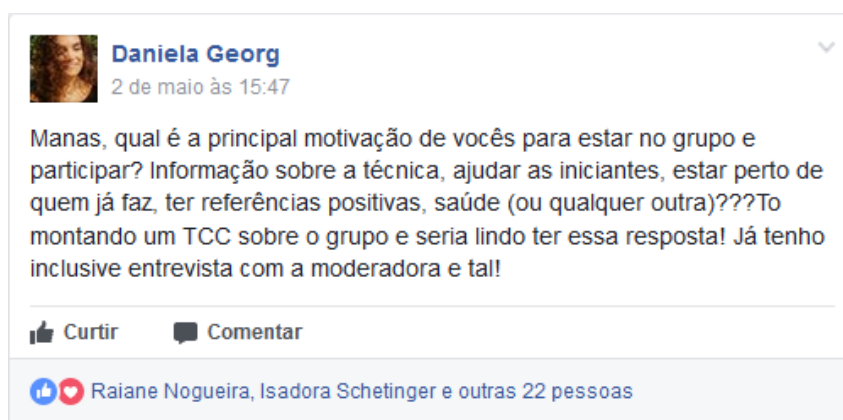 Daniela Georg
2 de maio às 15:47
Manas, qual é a principal motivação de vocês para estar no grupo e
participar? Informação sobre a técnica, ajudar as iniciantes, estar perto de
quem já faz, ter referências positivas, saúde (ou qualquer outra)???To
montando um TCC sobre o grupo e seria lindo ter essa resposta! Já tenho
inclusive entrevista com a moderadora e tal!
Curtir Comentar
Raiane Nogueira, Isadora Schetinger e outras 22 pessoas